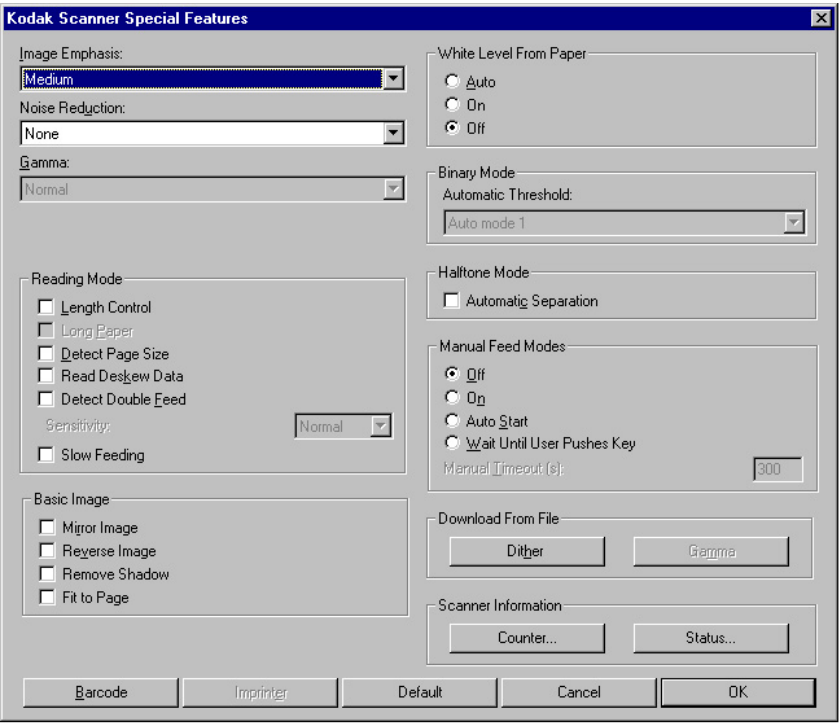 Kodak Scanner Special Features
Image Emphasis:
Medium
Noise Reduction:
None
Gamma:
Normal
Reading Mode
Length Control
Long Paper
Detect Page Size
Read Deskew Data
Detect Double Feed
Sensitivity:
Normal
Slow Feeding
Basic Image
Mirror Image
Reverse Image
Remove Shadow
Fit to Page
White Level From Paper
Auto
On
Off
Binary Mode
Automatic Threshold:
Auto mode 1
Halftone Mode
Automatic Separation
Manual Feed Modes
Off
On
Auto Start
Wait Until User Pushes Key
Manual Timeout (s):
300
Download From File
Dither
Gamma
Scanner Information
Counter...
Status...
Barcode
Imprinter
Default
Cancel
OK